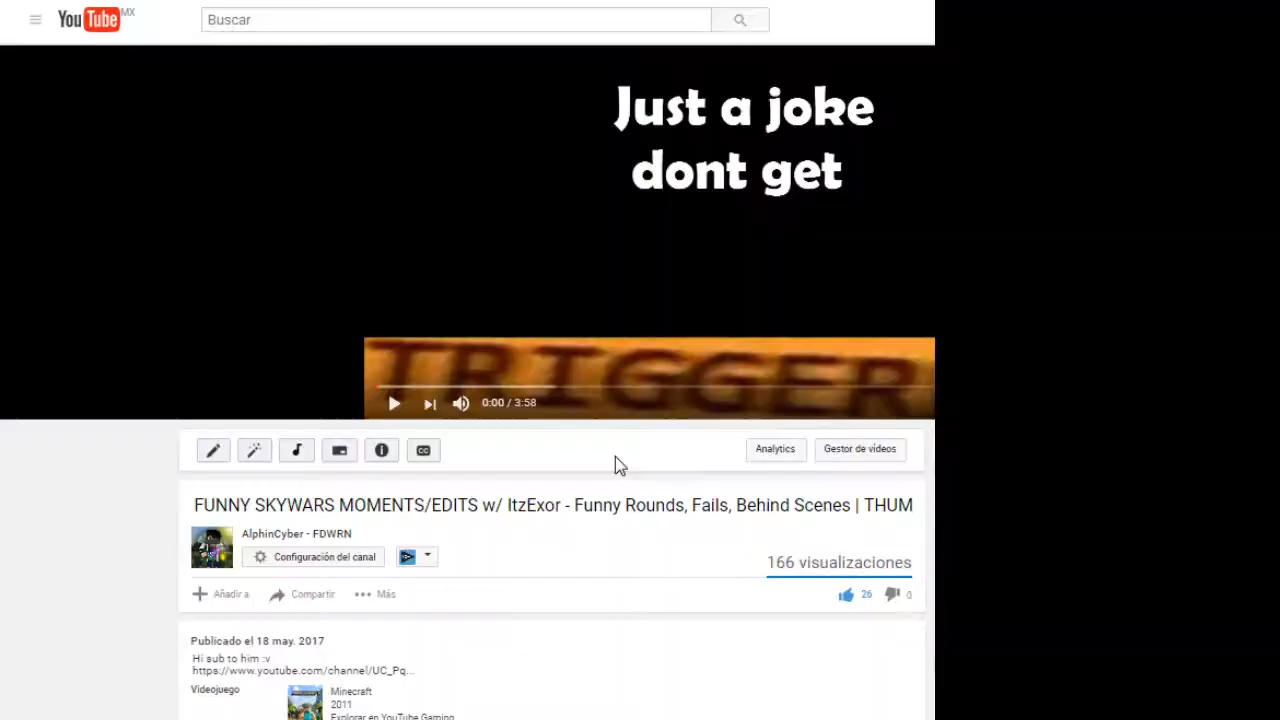 YouTube MX
Buscar
Just a joke
dont get
TRIGGER
0:00 / 3:58
CC
Analytics
Gestor de vídeos
FUNNY SKYWARS MOMENTS/EDITS w/ ItzExor - Funny Rounds, Fails, Behind Scenes | THUM
AlphinCyber - FDWRN
Configuración del canal
166 visualizaciones
Añadir a
Compartir
Más
26
0
Publicado el 18 may. 2017
Hi sub to him :v
https://www.youtube.com/channel/UC_Pq...
Videojuego
Minecraft
2011
Explorar en YouTube Gaming